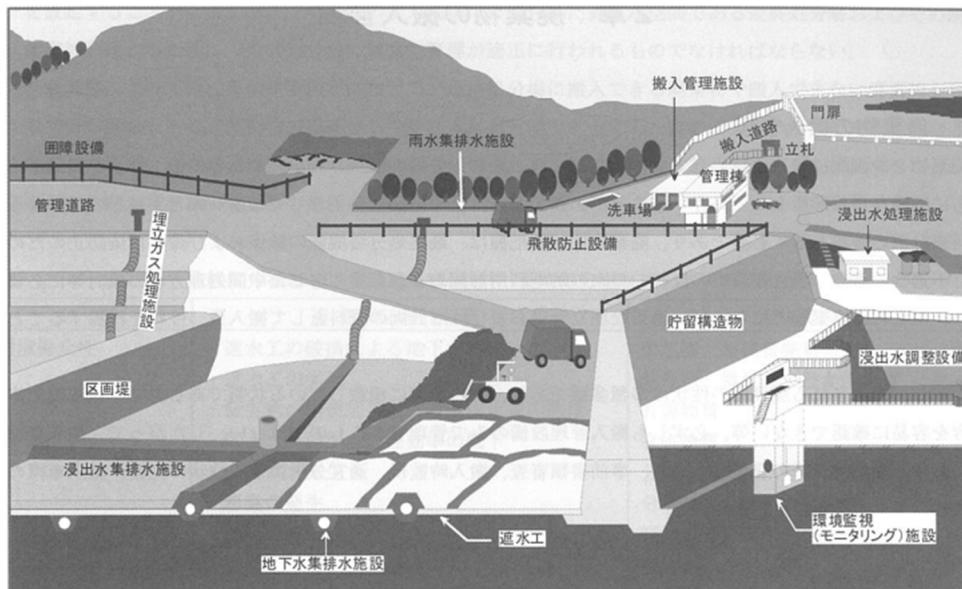 搬入管理施設
門扉
雨水集排水施設
搬入道路
立札
囲障設備
管理棟
管理道路
洗車場
浸出水処理施設
飛散防止設備
埋立ガス処理施設
貯留構造物
浸出水調整設備
区画堤
浸出水集排水施設
環境監視
(モニタリング)施設
遮水工
地下水集排水施設